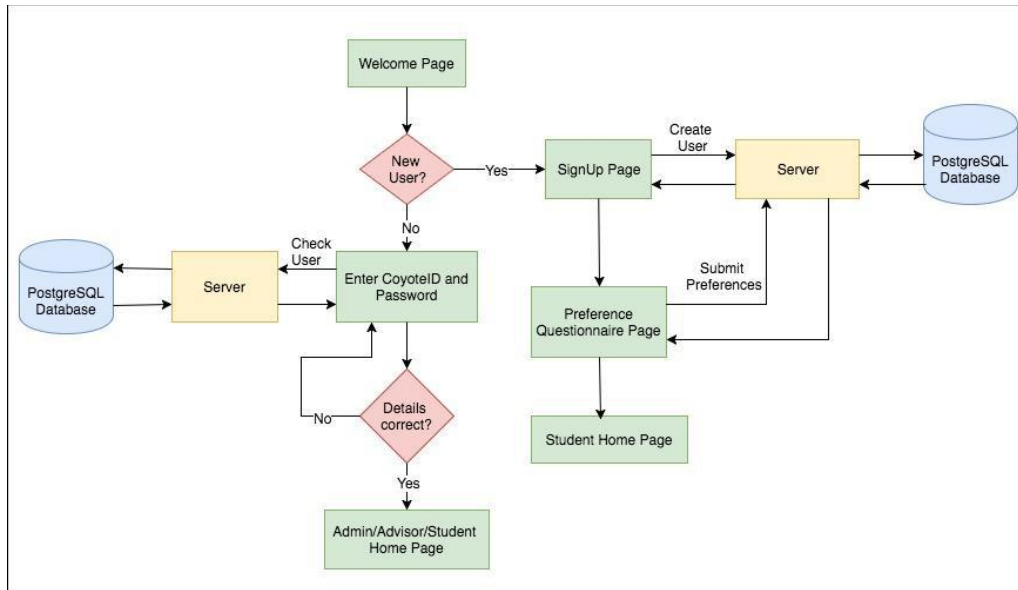 Welcome Page
New
User?
Yes
SignUp Page
Create
User
Server
PostgreSQL
Database
No
Check
User
PostgreSQL
Database
Server
Enter CoyoteID and
Password
Submit
Preferences
Preference
Questionnaire Page
Details
correct?
No
Student Home Page
Yes
Admin/Advisor/Student
Home Page